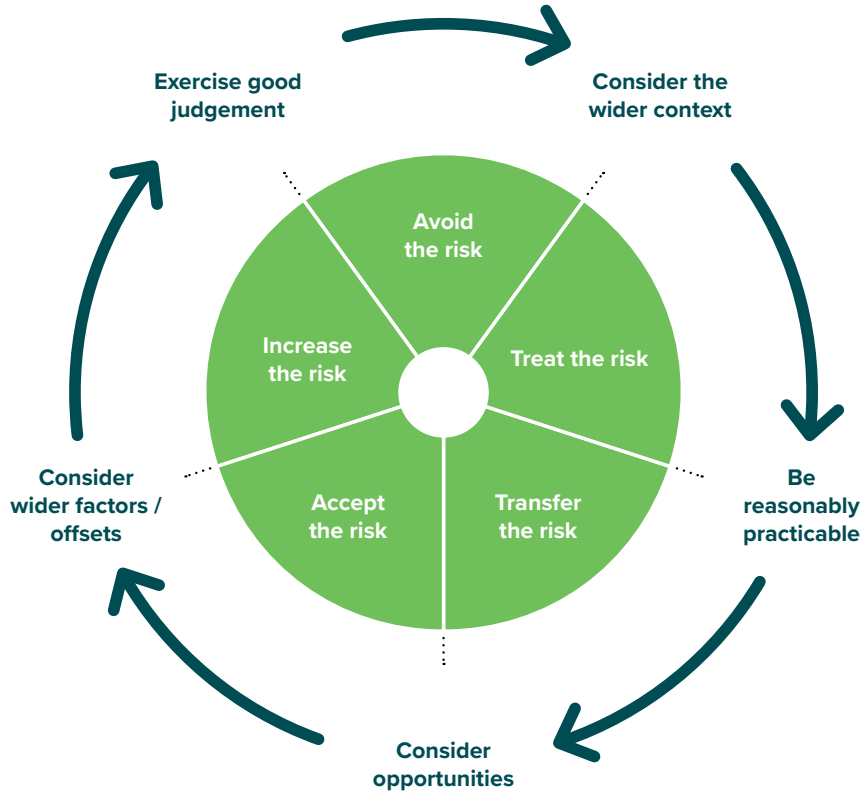 Exercise good
judgement
Consider the
wider context
Avoid
the risk
Increase
the risk
Treat the risk
Consider
wider factors /
offsets
Accept
the risk
Transfer
the risk
Be
reasonably
practicable
Consider
opportunities